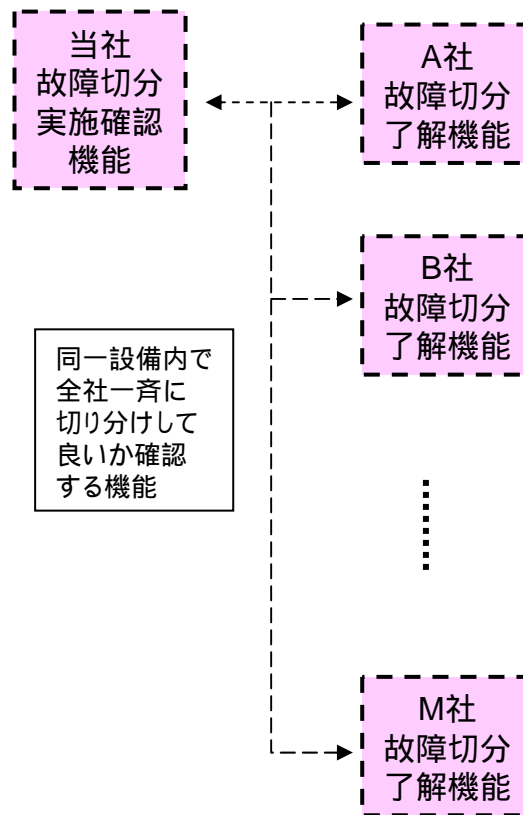 当社
故障切分
実施確認
機能
A社
故障切分
了解機能
B社
故障切分
了解機能
同一設備内で
全社一斉に
切り分けして
良いか確認
する機能
M社
故障切分
了解機能